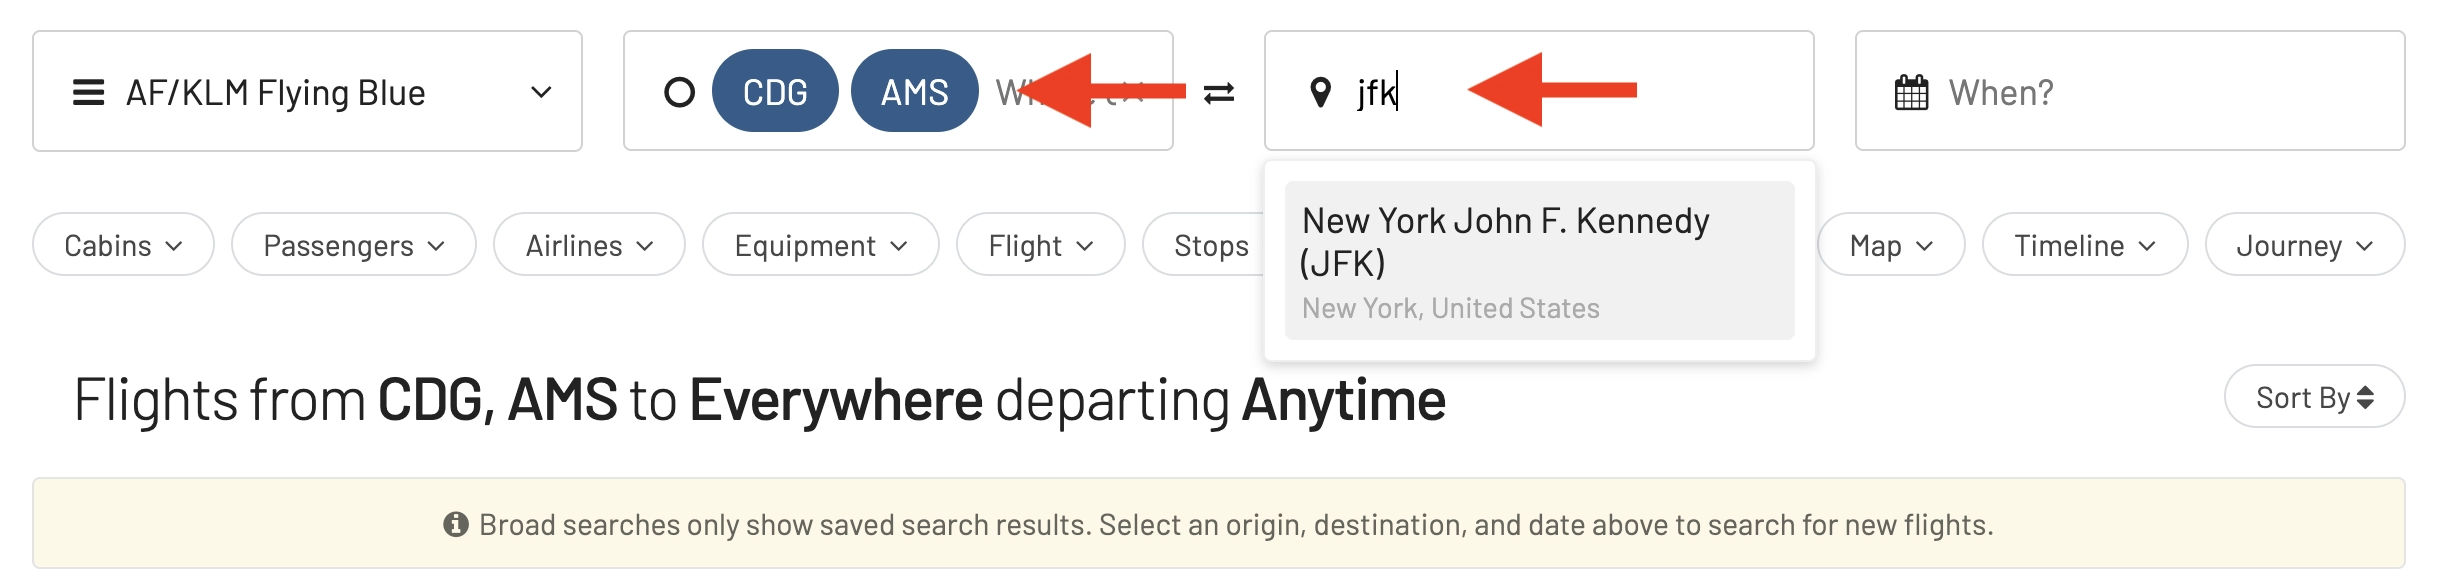 AF/KLM Flying Blue
CDG AMS
jfk
When?
New York John F. Kennedy
(JFK)
New York, United States
Cabins
Passengers
Airlines
Equipment
Flight
Stops
Map
Timeline
Journey
Flights from CDG, AMS to Everywhere departing Anytime
Sort By
Broad searches only show saved search results. Select an origin, destination, and date above to search for new flights.